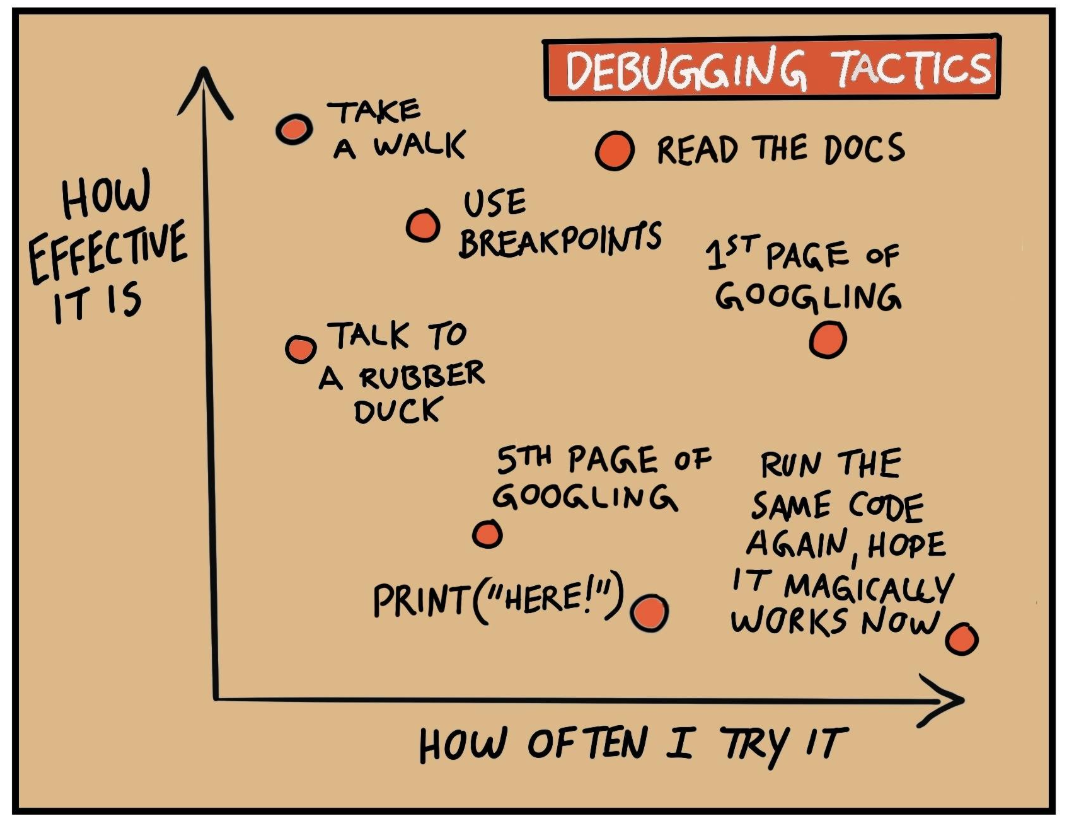 DEBUGGING TACTICS
HOW
EFFECTIVE
IT IS
TAKE
A WALK
READ THE DOCS
USE
BREAKPOINTS
1ST PAGE OF
GOOGLING
TALK TO
A RUBBER
DUCK
5TH PAGE OF
GOOGLING
RUN THE
SAME CODE
AGAIN, HOPE
IT MAGICALLY
WORKS NOW
PRINT("HERE!")
HOW OFTEN I TRY IT